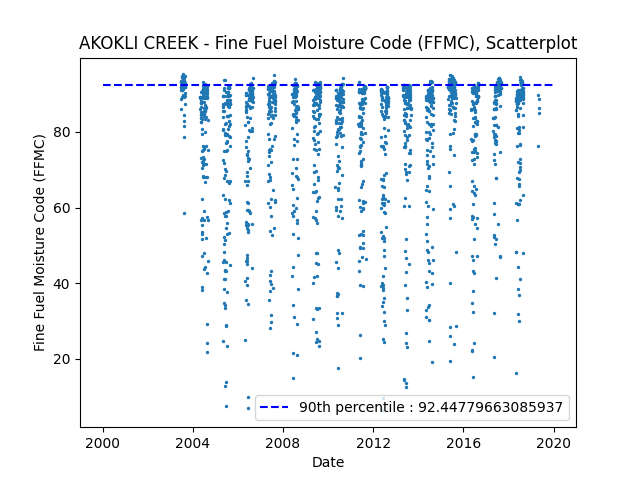 AKOKLI CREEK - Fine Fuel Moisture Code (FFMC), Scatterplot
Fine Fuel Moisture Code (FFMC)
80
60
40
20
90th percentile : 92.44779663085937
2000 2004 2008 2012 2016 2020
Date